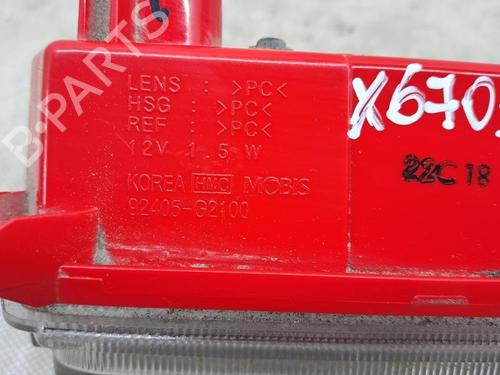 LENS : >PC<
HSG : >PC<
REF : >PC<
12V 1.5 W
KOREA HMC MOBIS
92405-G2100
X670
22C 18
B-PARTS